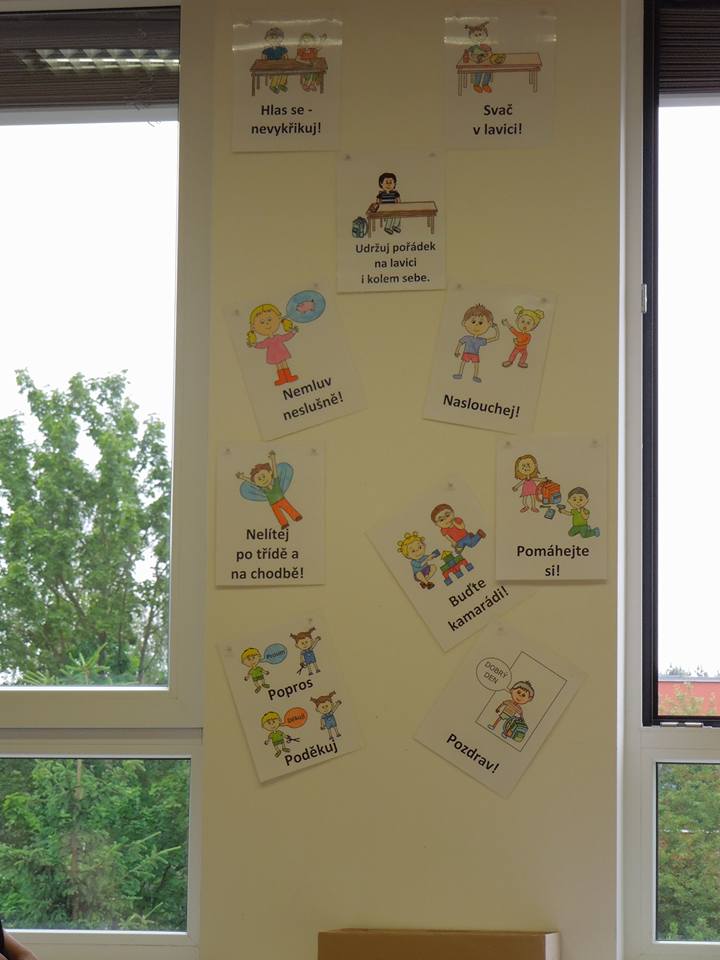 Hlas se -
nevykřikuj!
Svač
v lavici!
Udržuj pořádek
na lavici
i kolem sebe.
Nemluv
neslušně!
Naslouchej!
Nelítej
po třídě a
na chodbě!
Buďte
kamarádi!
Pomáhejte
si!
Prosím
Popros
Děkuji
Poděkuj
DOBRÝ
DEN
Pozdrav!